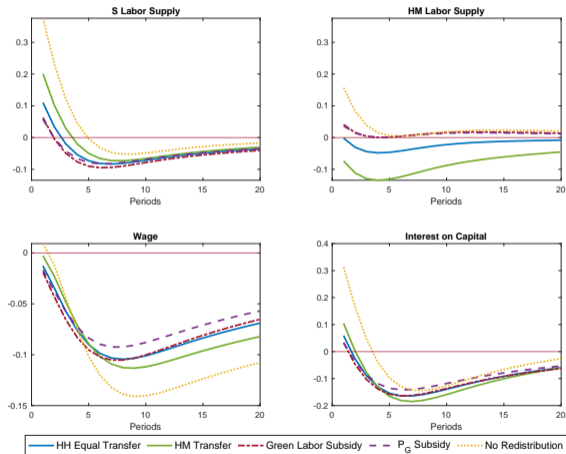 S Labor Supply
HM Labor Supply
0.3
0.2
0.1
0
-0.1
0 5 10 15 20
Periods
0.3
0.2
0.1
0
-0.1
0 5 10 15 20
Periods
Wage
Interest on Capital
0
-0.05
-0.1
-0.15
0 5 10 15 20
Periods
0.4
0.3
0.2
0.1
0
-0.1
-0.2
0 5 10 15 20
Periods
HH Equal Transfer HM Transfer Green Labor Subsidy P_G Subsidy No Redistribution